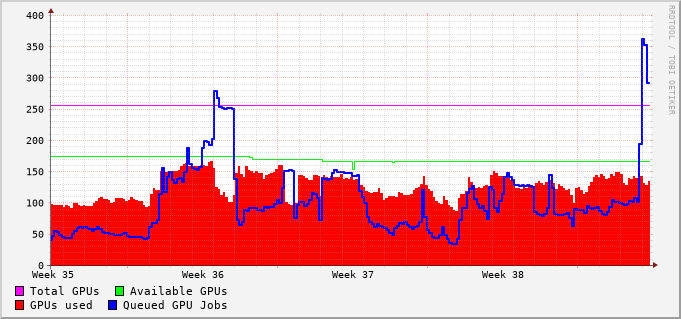 400
350
300
250
200
150
100
50
0
Week 35 Week 36 Week 37 Week 38
Total GPUs Available GPUs
GPUs used Queued GPU Jobs
RRDTOOL / TOBI OETIKER